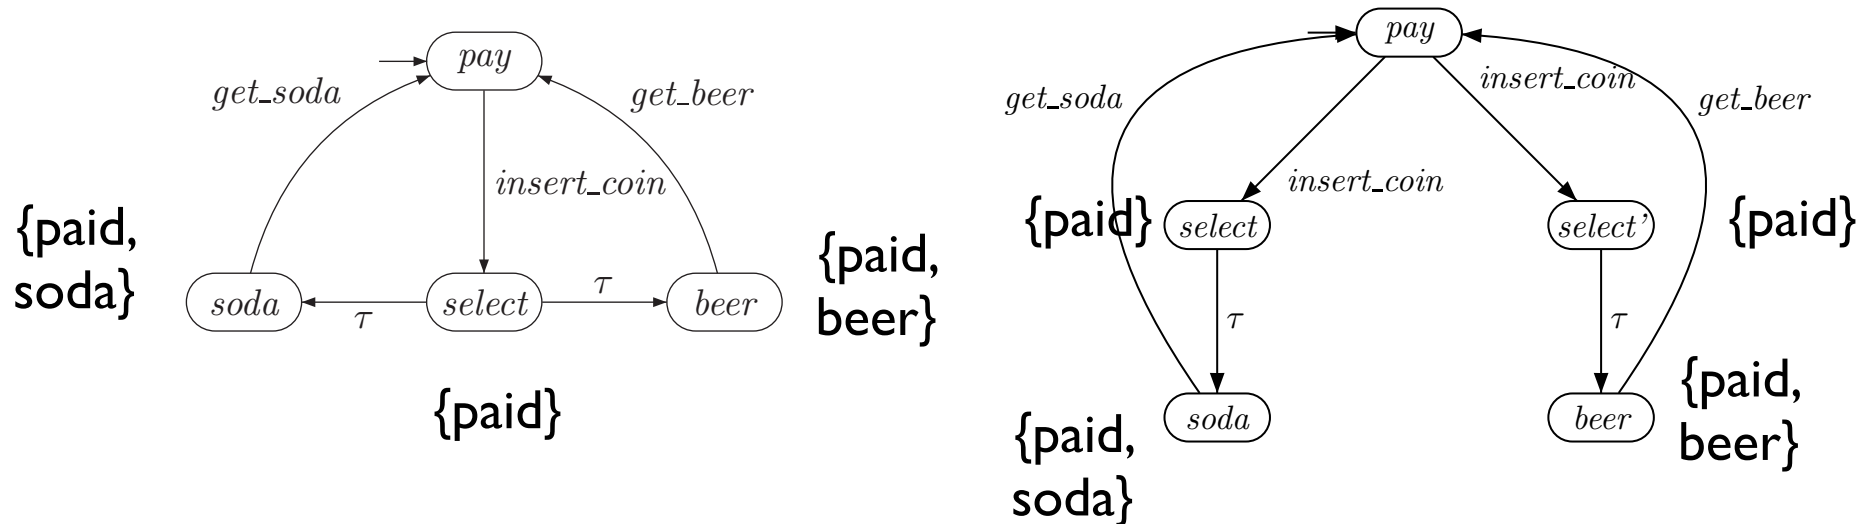 pay
get_soda
get_beer
insert_coin
{paid,
soda}
{paid,
beer}
soda
τ
select
τ
beer
{paid}
pay
insert_coin
get_soda
get_beer
insert_coin
{paid}
select
select'
{paid}
τ
τ
{paid,
soda}
soda
beer
{paid,
beer}